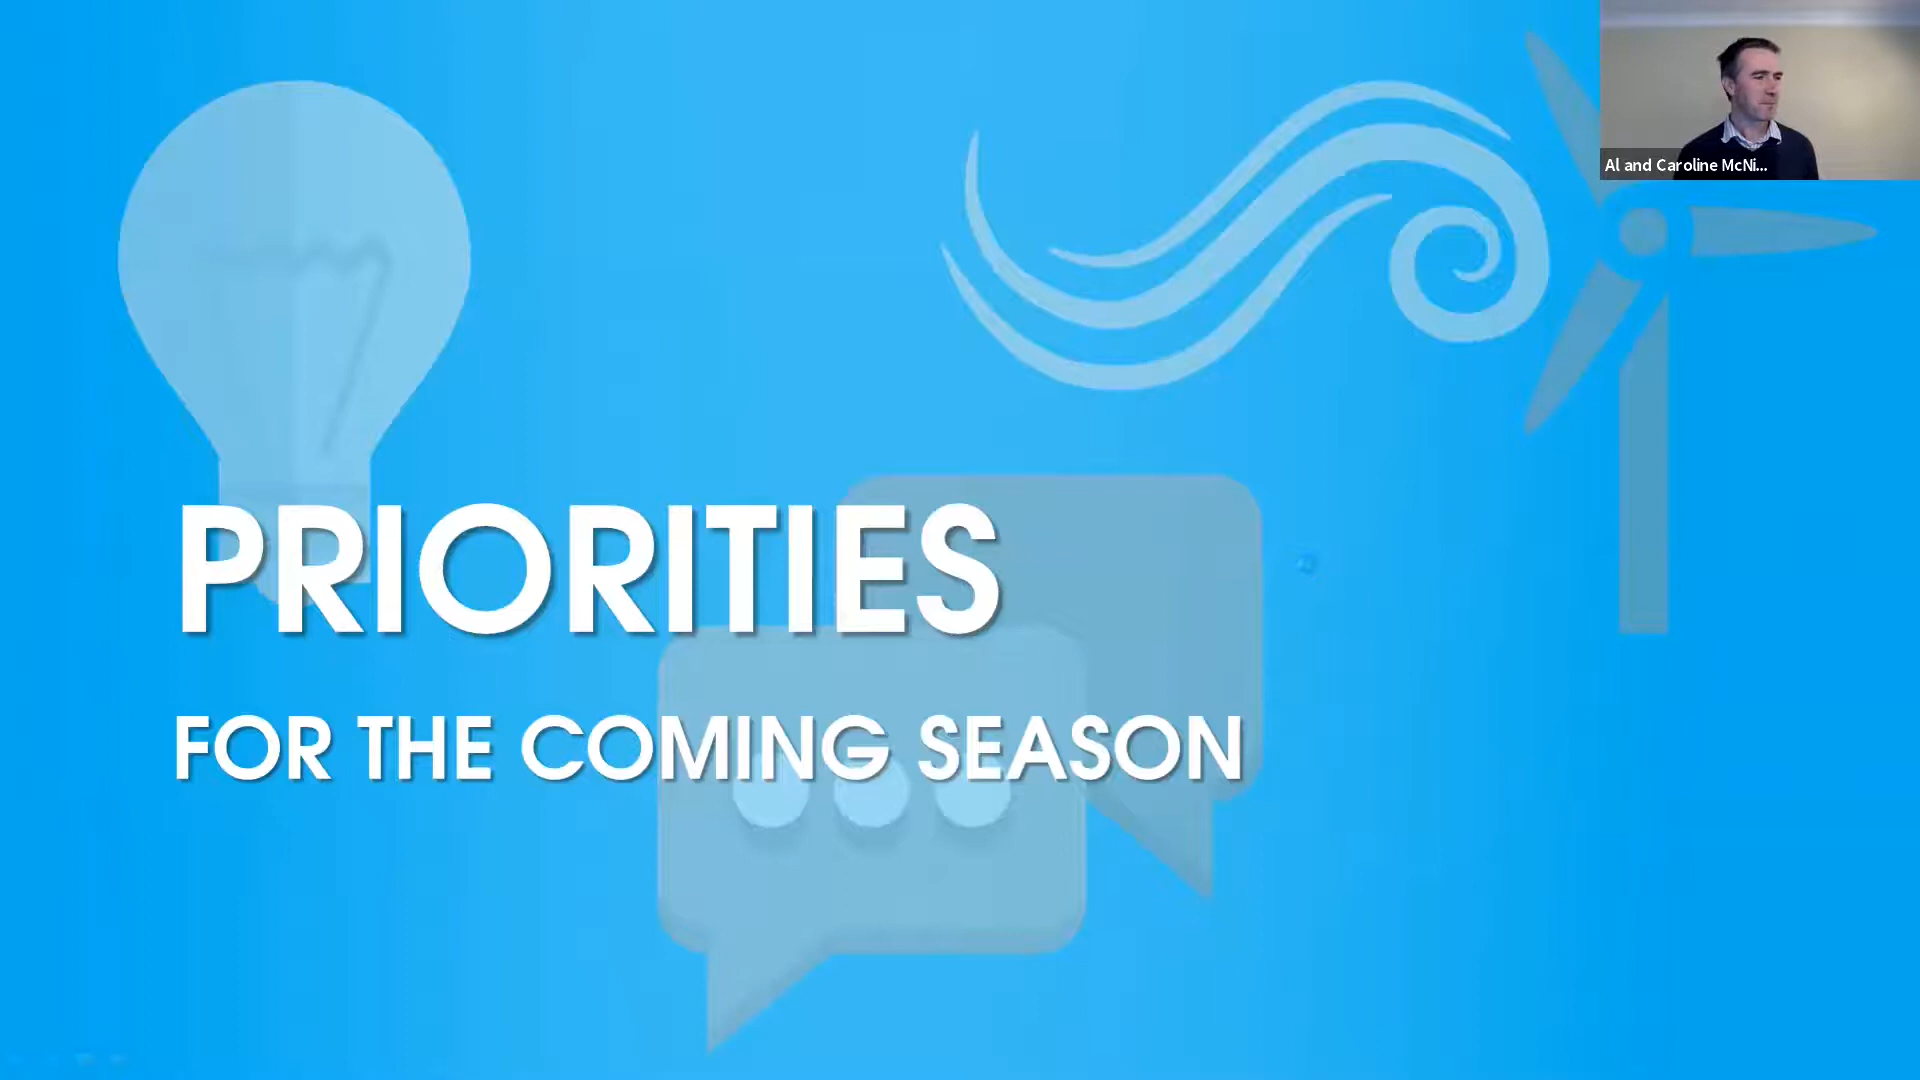 Al and Caroline McNi...
PRIORITIES
FOR THE COMING SEASON